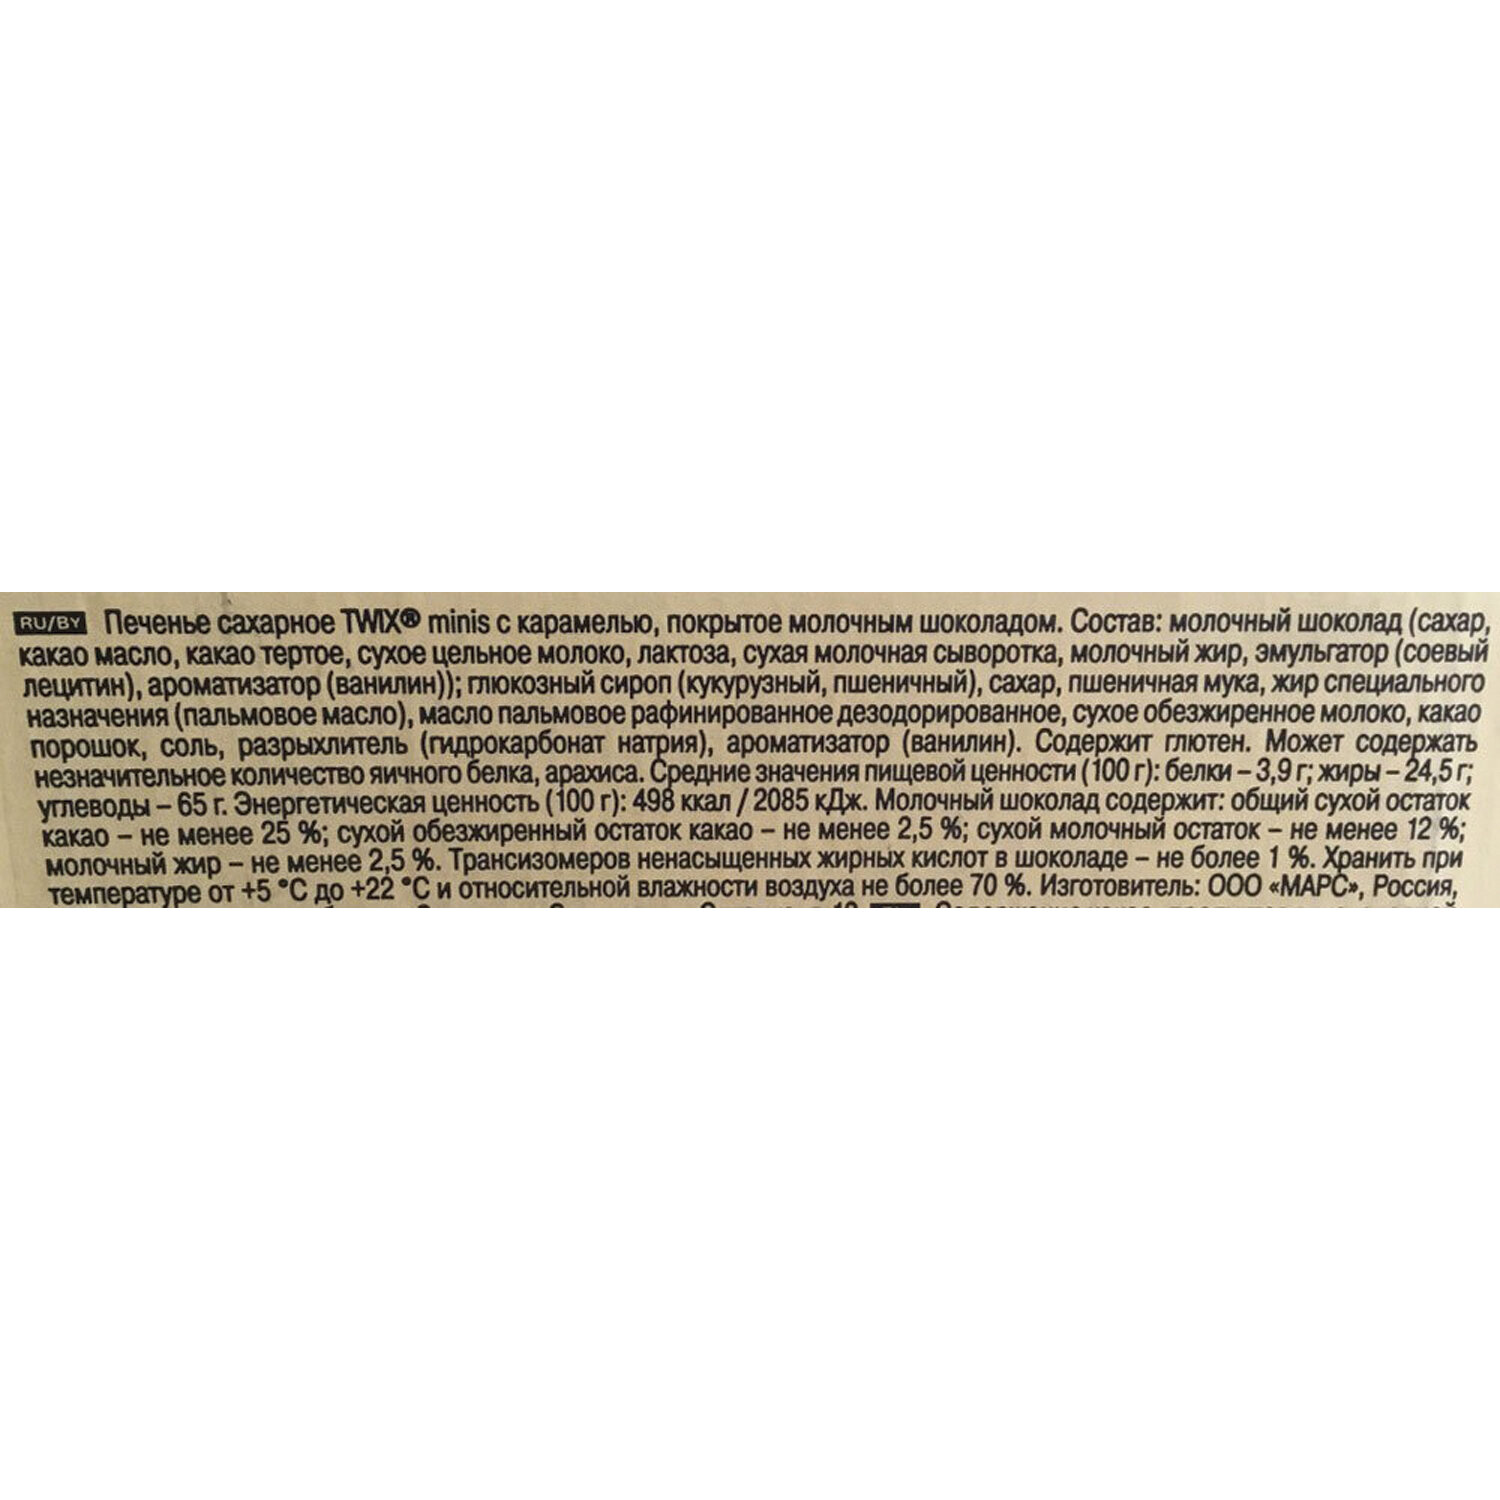 RU/BY Печенье сахарное TWIX® minis с карамелью, покрытое молочным шоколадом. Состав: молочный шоколад (сахар,
какао масло, какао тертое, сухое цельное молоко, лактоза, сухая молочная сыворотка, молочный жир, эмульгатор (соевый
лецитин), ароматизатор (ванилин)); глюкозный сироп (кукурузный, пшеничный), сахар, пшеничная мука, жир специального
назначения (пальмовое масло), масло пальмовое рафинированное дезодорированное, сухое обезжиренное молоко, какао
порошок, соль, разрыхлитель (гидрокарбонат натрия), ароматизатор (ванилин). Содержит глютен. Может содержать
незначительное количество яичного белка, арахиса. Средние значения пищевой ценности (100 г): белки – 3,9 г; жиры – 24,5 г;
углеводы – 65 г. Энергетическая ценность (100 г): 498 ккал / 2085 кДж. Молочный шоколад содержит: общий сухой остаток
какао – не менее 25 %; сухой обезжиренный остаток какао – не менее 2,5 %; сухой молочный остаток – не менее 12 %;
молочный жир – не менее 2,5 %. Трансизомеров ненасыщенных жирных кислот в шоколаде – не более 1 %. Хранить при
температуре от +5 °C до +22 °C и относительной влажности воздуха не более 70 %. Изготовитель: ООО «МАРС», Россия,